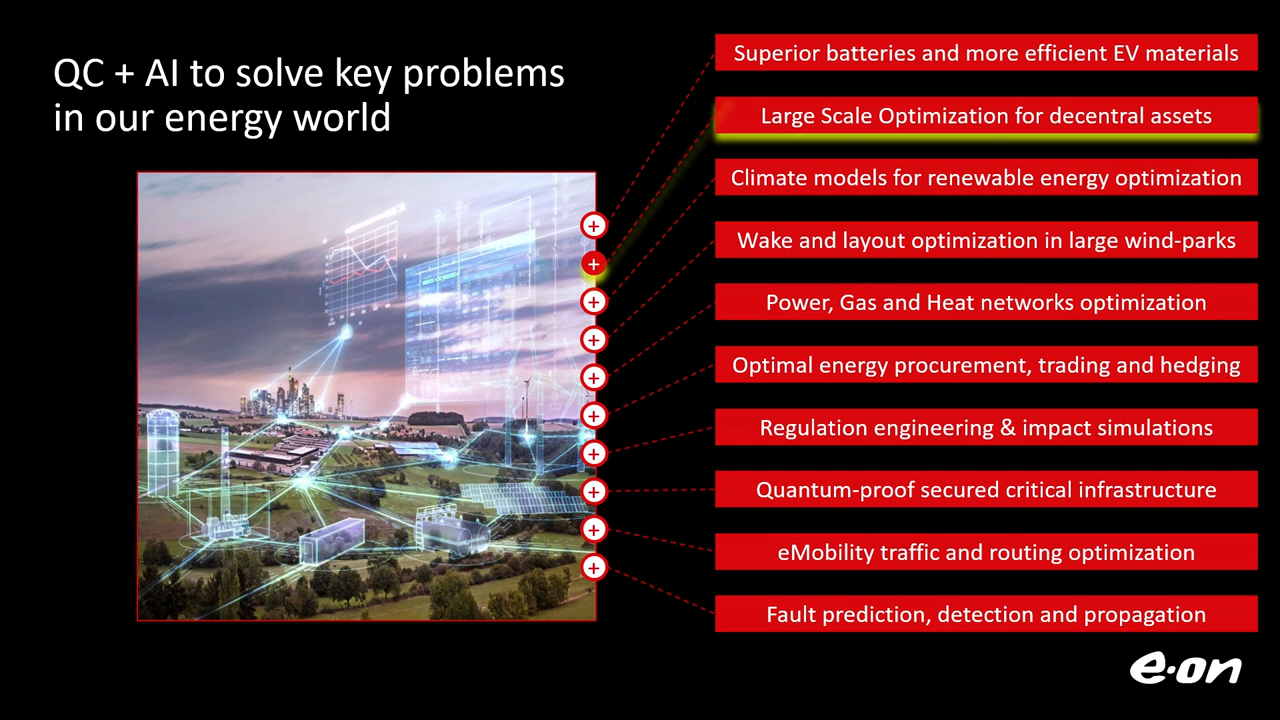 QC + AI to solve key problems
in our energy world
Superior batteries and more efficient EV materials
Large Scale Optimization for decentral assets
Climate models for renewable energy optimization
Wake and layout optimization in large wind-parks
Power, Gas and Heat networks optimization
Optimal energy procurement, trading and hedging
Regulation engineering & impact simulations
Quantum-proof secured critical infrastructure
eMobility traffic and routing optimization
Fault prediction, detection and propagation
e·on